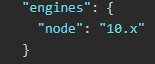 "engines": {
"node": "10.x"
}